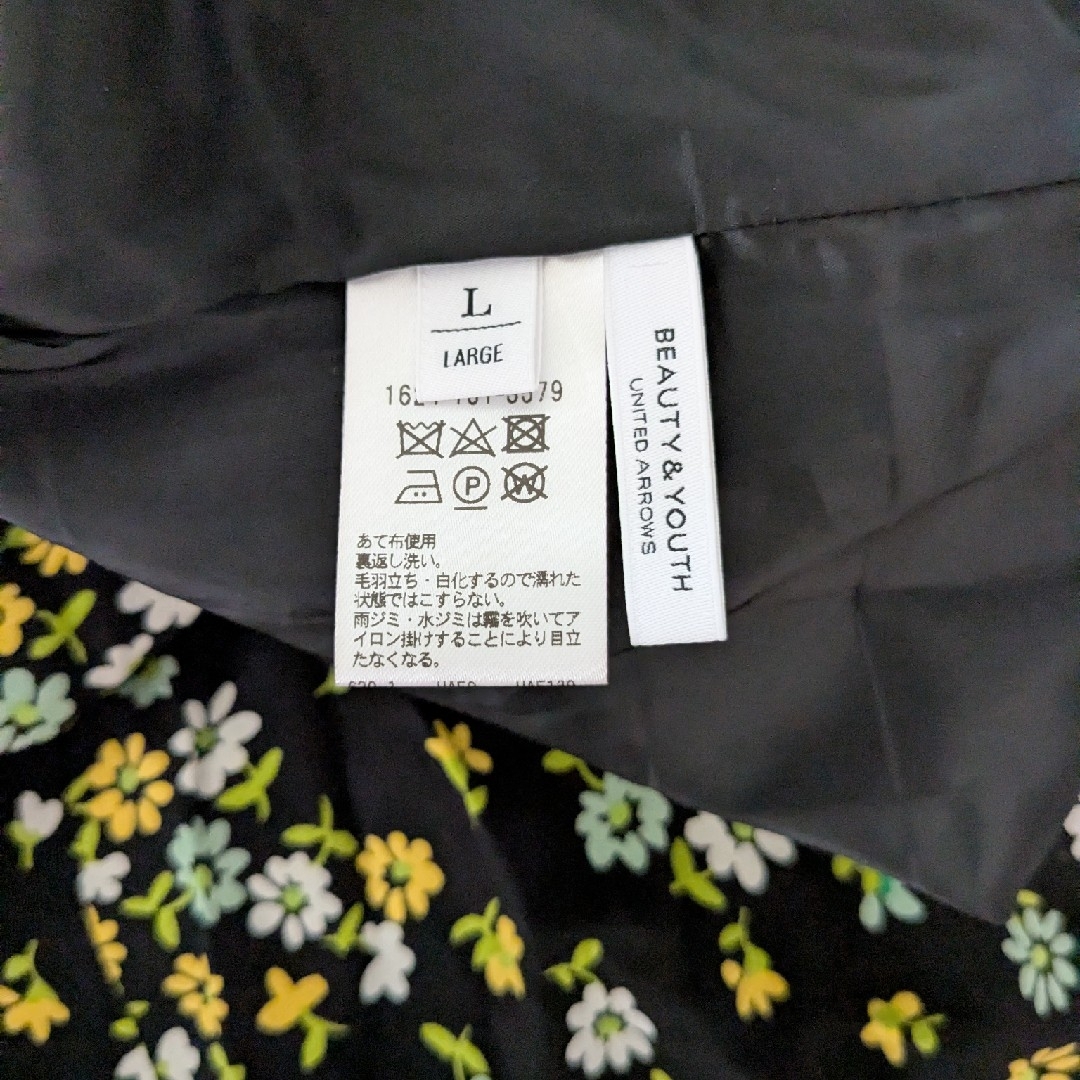 L
LARGE
BEAUTY & YOUTH
UNITED ARROWS
P
W
あて布使用
裏返し洗い。
毛羽立ち・白化するので濡れた
状態ではこすらない。
雨ジミ・水ジミは霧を吹いてア
イロン掛けすることにより目立
たなくなる。